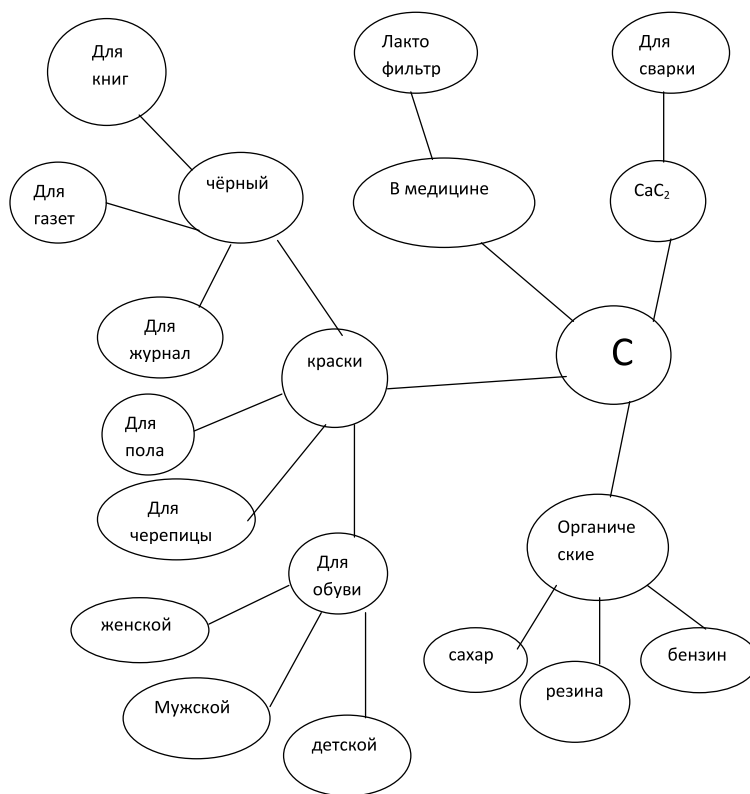 Для
книг
Лакто
фильтр
Для
сварки
чёрный
Для
газет
В медицине
CaC₂
Для
журнал
краски
С
Для
пола
Для
черепицы
Органиче
ские
Для
обуви
женской
сахар
бензин
резина
Мужской
детской